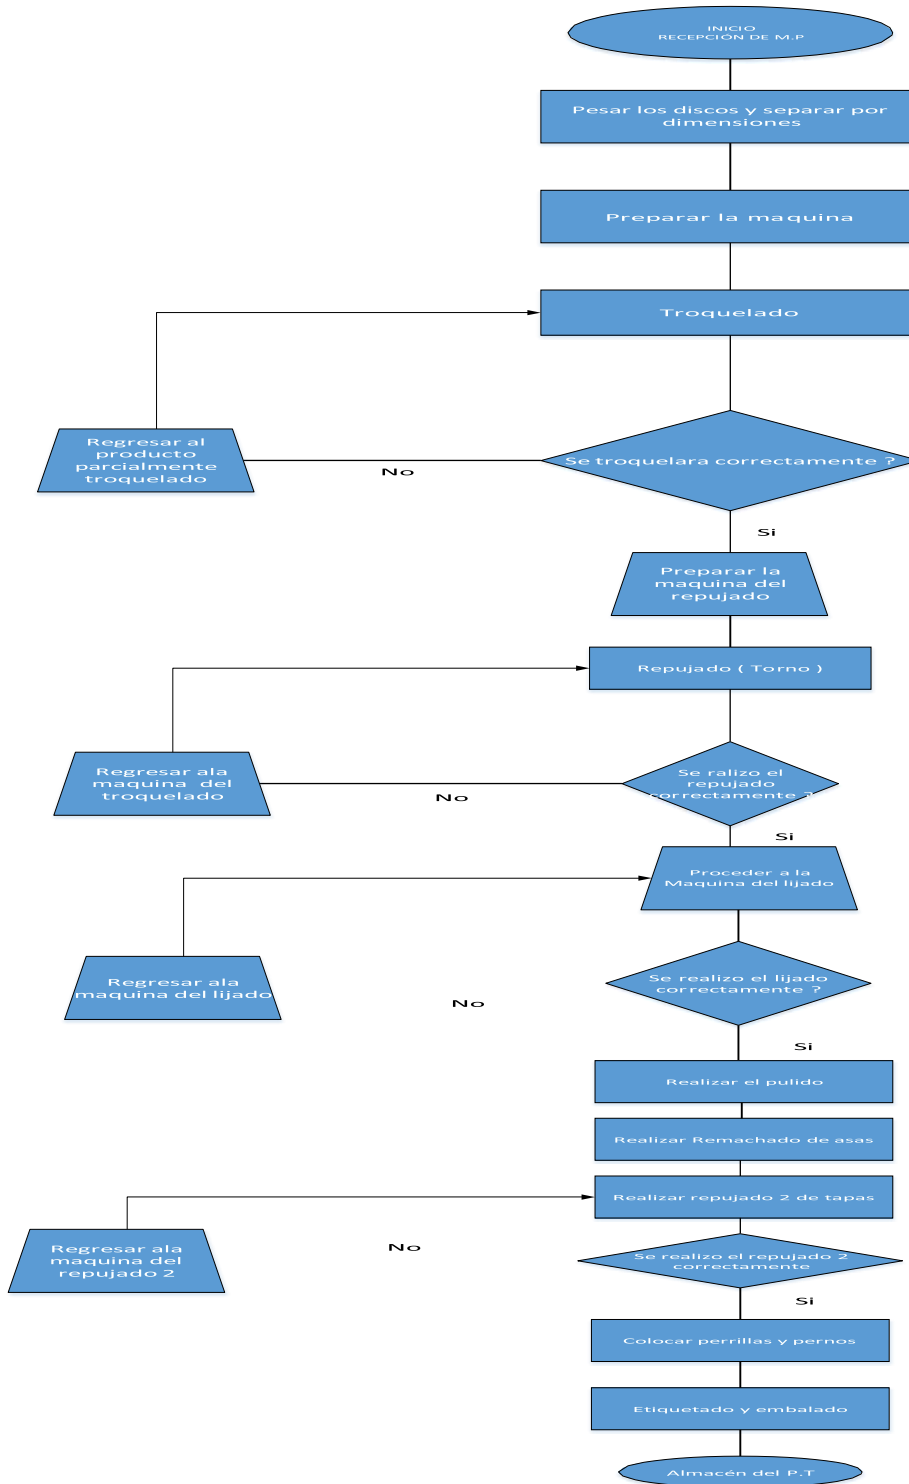 INICIO
RECEPCIÓN DE M.P
Pesar los discos y separar por
dimensiones
Preparar la maquina
Troquelado
Se troquelara correctamente ?
No
Regresar al
producto
parcialmente
troquelado
Si
Preparar la
maquina del
repujado
Repujado ( Torno )
Se ralizo el
repujado
correctamente ?
No
Regresar ala
maquina del
troquelado
Si
Proceder a la
Maquina del lijado
Se realizo el lijado
correctamente ?
No
Regresar ala
maquina del lijado
Si
Realizar el pulido
Realizar Remachado de asas
Realizar repujado 2 de tapas
Se realizo el repujado 2
correctamente
No
Regresar ala
maquina del
repujado 2
Si
Colocar perrillas y pernos
Etiquetado y embalado
Almacén del P.T